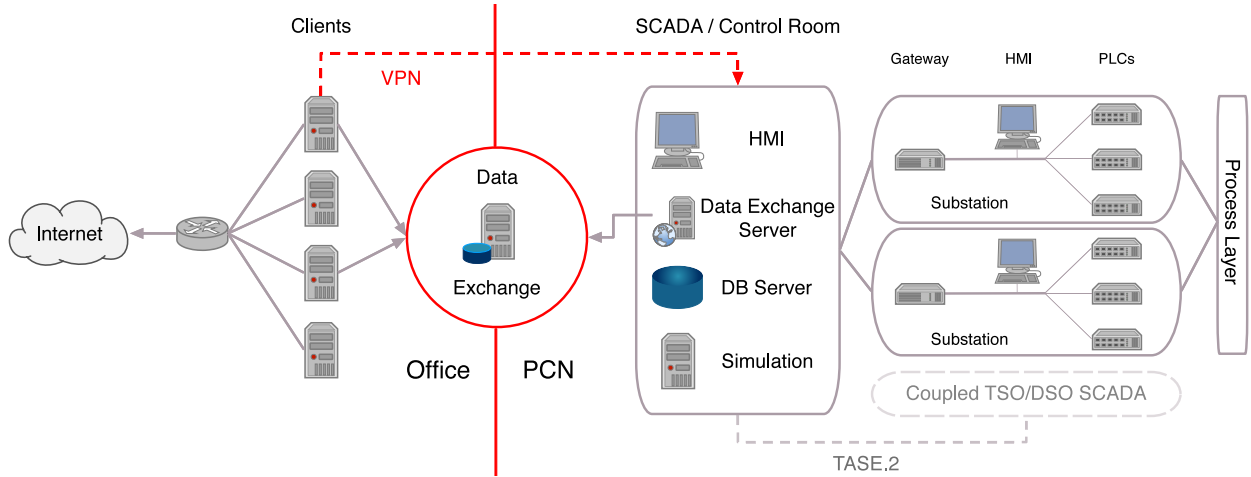 Clients
SCADA / Control Room
VPN
Gateway
HMI
PLCs
Internet
Data
Exchange
Office
PCN
HMI
Data Exchange
Server
DB Server
Simulation
Substation
Substation
Process Layer
Coupled TSO/DSO SCADA
TASE.2